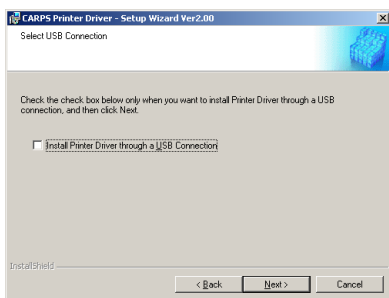 CARPS Printer Driver - Setup Wizard Ver2.00
Select USB Connection
Check the check box below only when you want to install Printer Driver through a USB
connection, and then click Next.
Install Printer Driver through a USB Connection
InstallShield
< Back Next > Cancel